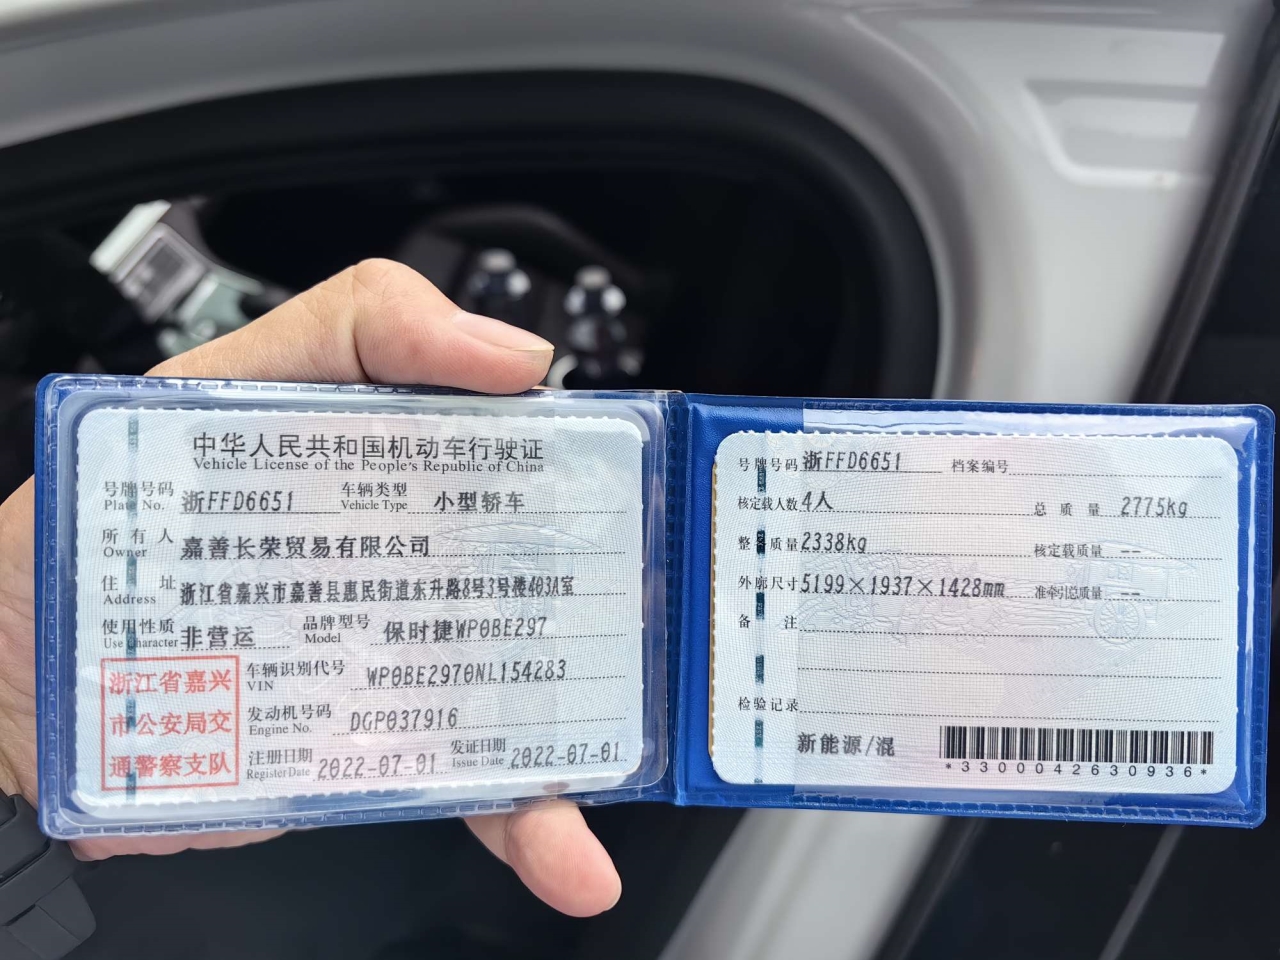 中华人民共和国机动车行驶证
Vehicle License of the People's Republic of China
号牌号码 浙FFD6651 车辆类型 小型轿车
Plate No. Vehicle Type
所有人 嘉善长荣贸易有限公司
Owner
住址 浙江省嘉兴市嘉善县惠民街道东升路8号3号楼403A室
Address
使用性质 非营运 品牌型号 保时捷WP0BE297
Use Character Model
浙江省嘉兴
市公安局交
通警察支队
车辆识别代号 WP0BE2970NL154283
VIN
发动机号码 DGP037916
Engine No.
注册日期 2022-07-01 发证日期 2022-07-01
Register Date Issue Date
号牌号码 浙FFD6651 档案编号
核定载人数 4人 总质量 2775kg
整备质量 2338kg 核定载质量 --
外廓尺寸 5199×1937×1428mm 准牵引总质量 --
备注
检验记录
新能源/混
*3300042630936*